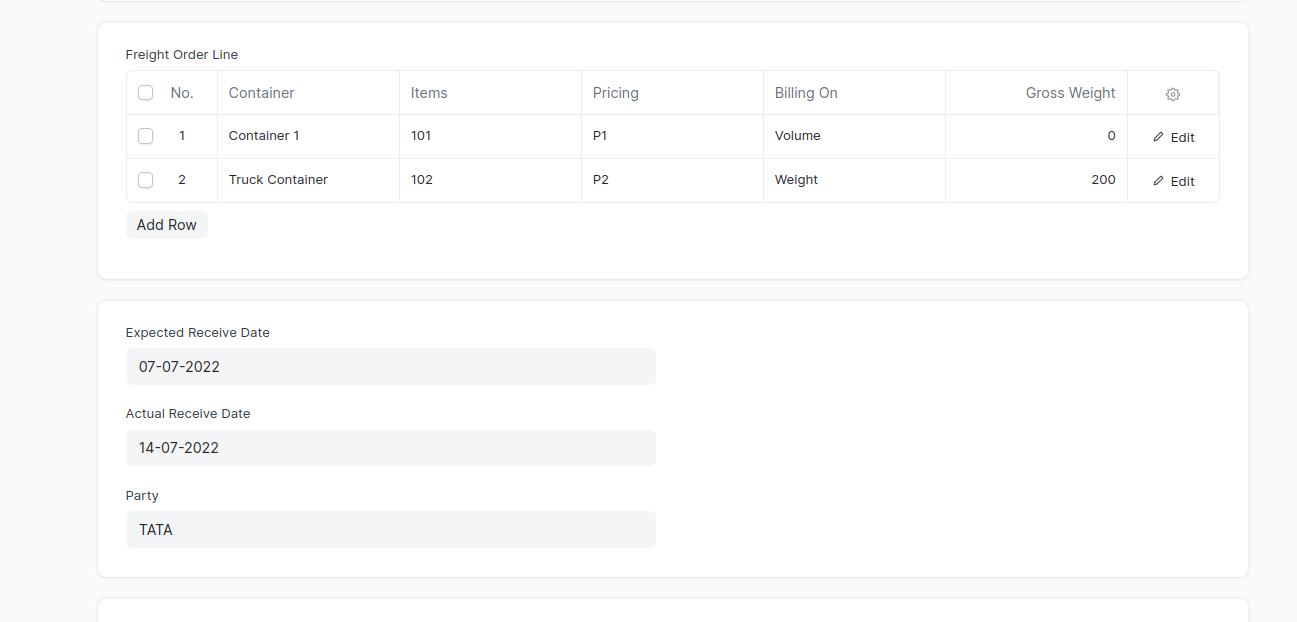 Freight Order Line
No. Container Items Pricing Billing On Gross Weight
1 Container 1 101 P1 Volume 0 Edit
2 Truck Container 102 P2 Weight 200 Edit
Add Row
Expected Receive Date
07-07-2022
Actual Receive Date
14-07-2022
Party
TATA